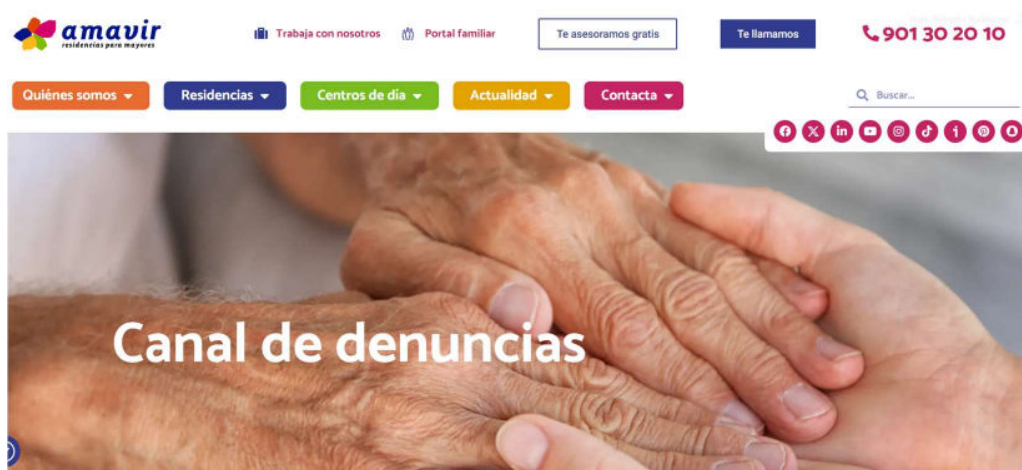 amavir
residencias para mayores
Trabaja con nosotros
Portal familiar
Te asesoramos gratis
Te llamamos
901 30 20 10
Quiénes somos
Residencias
Centros de día
Actualidad
Contacta
Buscar...
Canal de denuncias